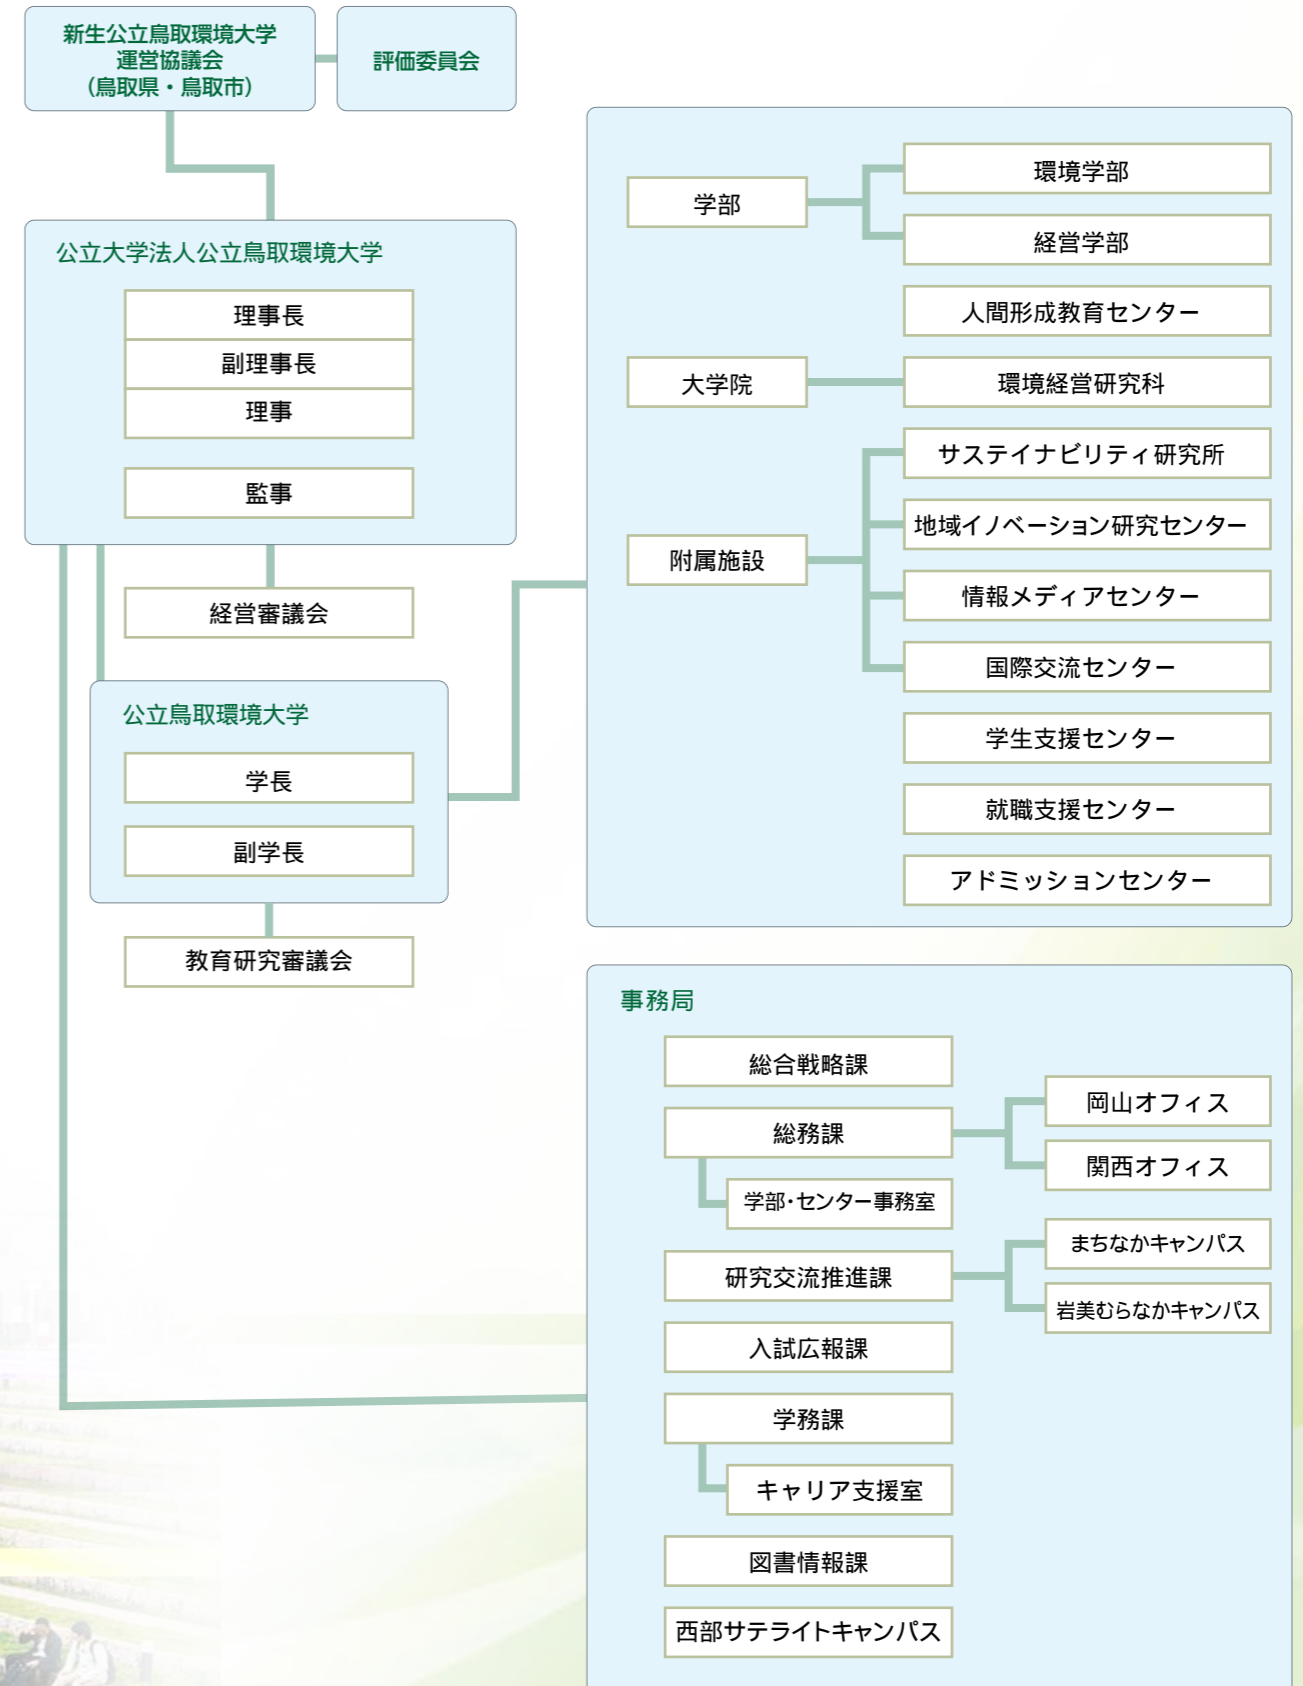 新生公立鳥取環境大学
運営協議会
（鳥取県・鳥取市）
評価委員会
公立大学法人公立鳥取環境大学
理事長
副理事長
理事
監事
経営審議会
公立鳥取環境大学
学長
副学長
教育研究審議会
学部
環境学部
経営学部
人間形成教育センター
大学院
環境経営研究科
附属施設
サステイナビリティ研究所
地域イノベーション研究センター
情報メディアセンター
国際交流センター
学生支援センター
就職支援センター
アドミッションセンター
事務局
総合戦略課
総務課
岡山オフィス
関西オフィス
学部・センター事務室
研究交流推進課
まちなかキャンパス
岩美むらなかキャンパス
入試広報課
学務課
キャリア支援室
図書情報課
西部サテライトキャンパス